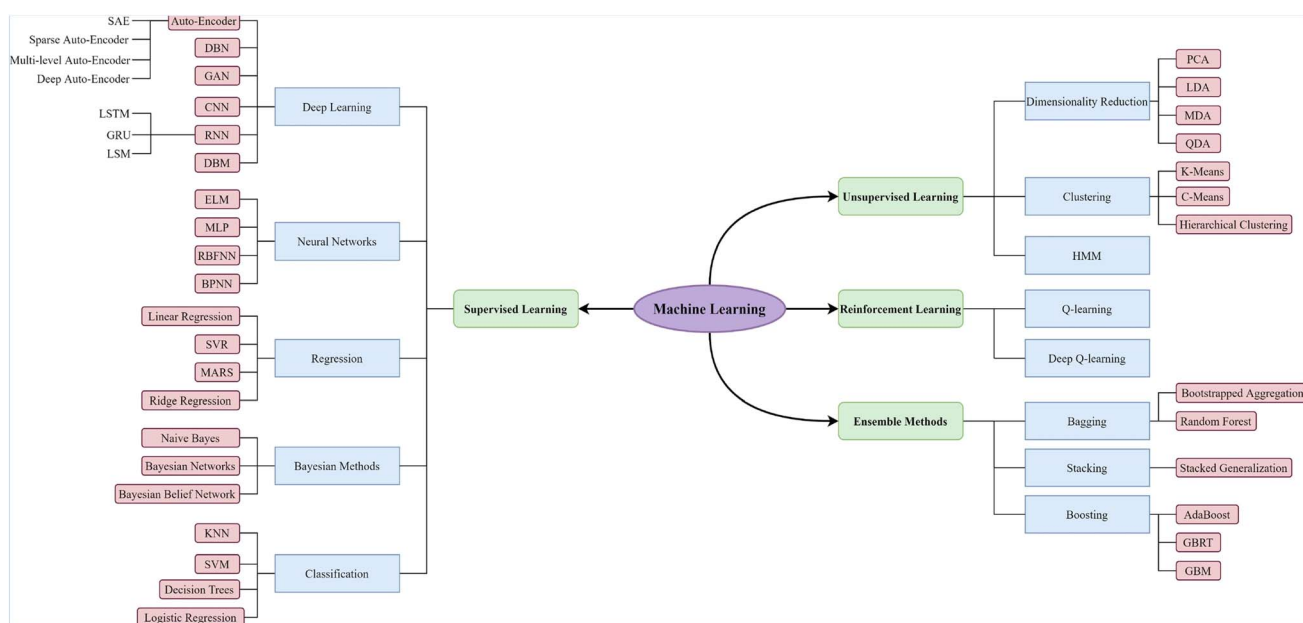 SAE
Sparse Auto-Encoder
Multi-level Auto-Encoder
Deep Auto-Encoder
Auto-Encoder
DBN
GAN
CNN
LSTM
GRU
LSM
RNN
DBM
Deep Learning
ELM
MLP
RBFNN
BPNN
Neural Networks
Linear Regression
SVR
MARS
Ridge Regression
Regression
Naive Bayes
Bayesian Networks
Bayesian Belief Network
Bayesian Methods
KNN
SVM
Decision Trees
Logistic Regression
Classification
Supervised Learning
Machine Learning
Unsupervised Learning
Dimensionality Reduction
PCA
LDA
MDA
QDA
Clustering
K-Means
C-Means
Hierarchical Clustering
HMM
Reinforcement Learning
Q-learning
Deep Q-learning
Ensemble Methods
Bagging
Bootstrapped Aggregation
Random Forest
Stacking
Stacked Generalization
Boosting
AdaBoost
GBRT
GBM